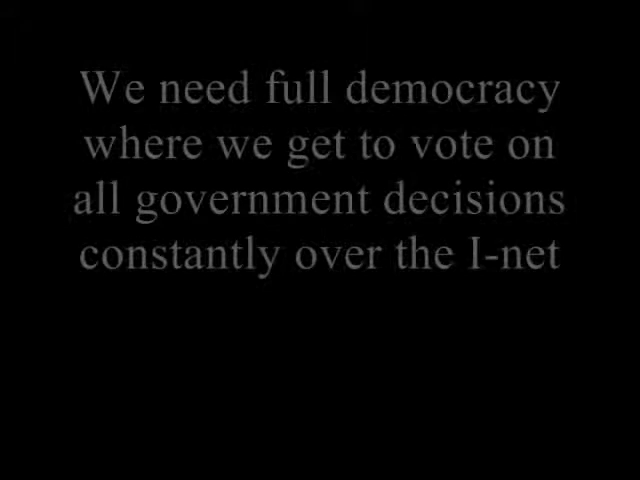 We need full democracy
where we get to vote on
all government decisions
constantly over the I-net